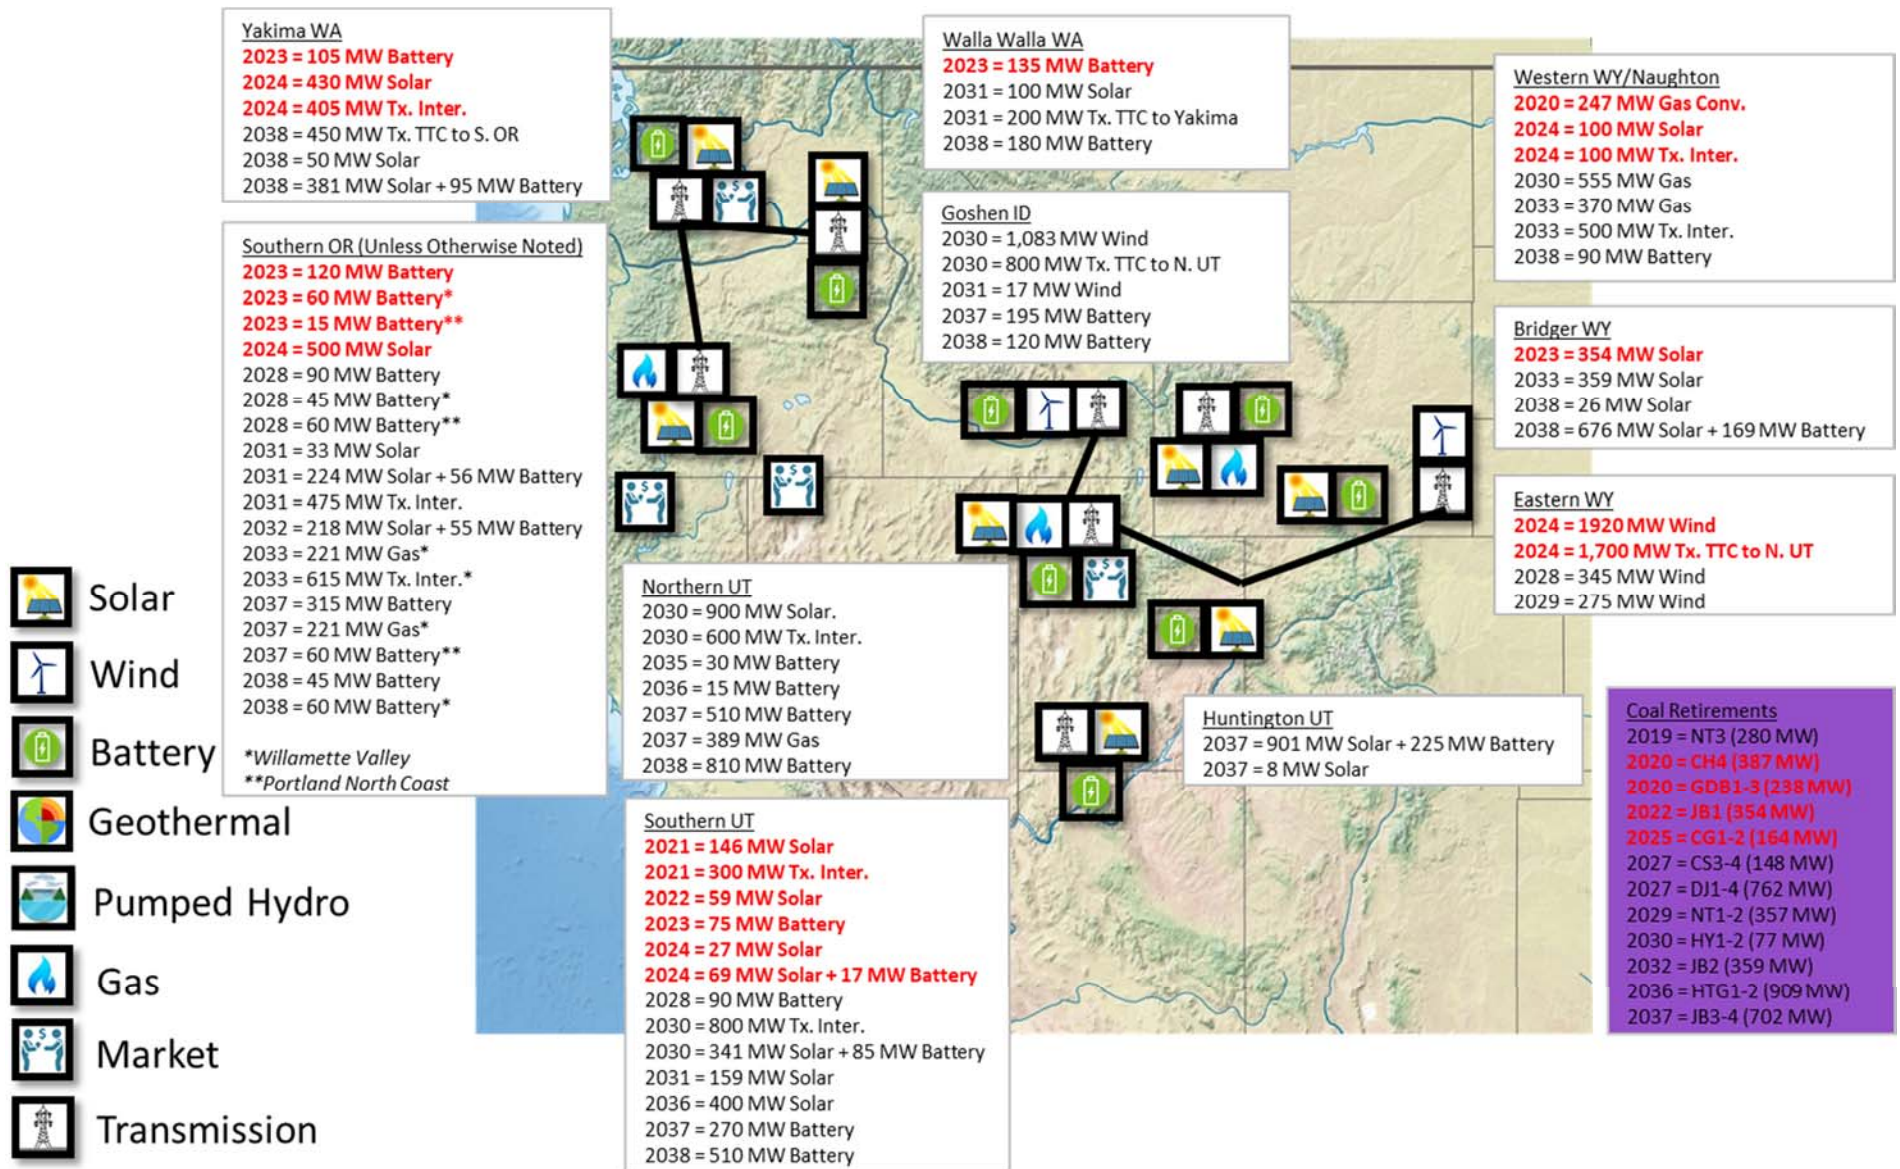 Yakima WA
2023 = 105 MW Battery
2024 = 430 MW Solar
2024 = 405 MW Tx. Inter.
2038 = 450 MW Tx. TTC to S. OR
2038 = 50 MW Solar
2038 = 381 MW Solar + 95 MW Battery
Southern OR (Unless Otherwise Noted)
2023 = 120 MW Battery
2023 = 60 MW Battery*
2023 = 15 MW Battery**
2024 = 500 MW Solar
2028 = 90 MW Battery
2028 = 45 MW Battery*
2028 = 60 MW Battery**
2031 = 33 MW Solar
2031 = 224 MW Solar + 56 MW Battery
2031 = 475 MW Tx. Inter.
2032 = 218 MW Solar + 55 MW Battery
2033 = 221 MW Gas*
2033 = 615 MW Tx. Inter.*
2037 = 315 MW Battery
2037 = 221 MW Gas*
2037 = 60 MW Battery**
2038 = 45 MW Battery
2038 = 60 MW Battery*
*Willamette Valley
**Portland North Coast
Walla Walla WA
2023 = 135 MW Battery
2031 = 100 MW Solar
2031 = 200 MW Tx. TTC to Yakima
2038 = 180 MW Battery
Goshen ID
2030 = 1,083 MW Wind
2030 = 800 MW Tx. TTC to N. UT
2031 = 17 MW Wind
2037 = 195 MW Battery
2038 = 120 MW Battery
Western WY/Naughton
2020 = 247 MW Gas Conv.
2024 = 100 MW Solar
2024 = 100 MW Tx. Inter.
2030 = 555 MW Gas
2033 = 370 MW Gas
2033 = 500 MW Tx. Inter.
2038 = 90 MW Battery
Bridger WY
2023 = 354 MW Solar
2033 = 359 MW Solar
2038 = 26 MW Solar
2038 = 676 MW Solar + 169 MW Battery
Eastern WY
2024 = 1920 MW Wind
2024 = 1,700 MW Tx. TTC to N. UT
2028 = 345 MW Wind
2029 = 275 MW Wind
Northern UT
2030 = 900 MW Solar.
2030 = 600 MW Tx. Inter.
2035 = 30 MW Battery
2036 = 15 MW Battery
2037 = 510 MW Battery
2037 = 389 MW Gas
2038 = 810 MW Battery
Huntington UT
2037 = 901 MW Solar + 225 MW Battery
2037 = 8 MW Solar
Southern UT
2021 = 146 MW Solar
2021 = 300 MW Tx. Inter.
2022 = 59 MW Solar
2023 = 75 MW Battery
2024 = 27 MW Solar
2024 = 69 MW Solar + 17 MW Battery
2028 = 90 MW Battery
2030 = 800 MW Tx. Inter.
2030 = 341 MW Solar + 85 MW Battery
2031 = 159 MW Solar
2036 = 400 MW Solar
2037 = 270 MW Battery
2038 = 510 MW Battery
Coal Retirements
2019 = NT3 (280 MW)
2020 = CH4 (387 MW)
2020 = GDB1-3 (238 MW)
2022 = JB1 (354 MW)
2025 = CG1-2 (164 MW)
2027 = CS3-4 (148 MW)
2027 = DJ1-4 (762 MW)
2029 = NT1-2 (357 MW)
2030 = HY1-2 (77 MW)
2032 = JB2 (359 MW)
2036 = HTG1-2 (909 MW)
2037 = JB3-4 (702 MW)
Solar
Wind
Battery
Geothermal
Pumped Hydro
Gas
Market
Transmission